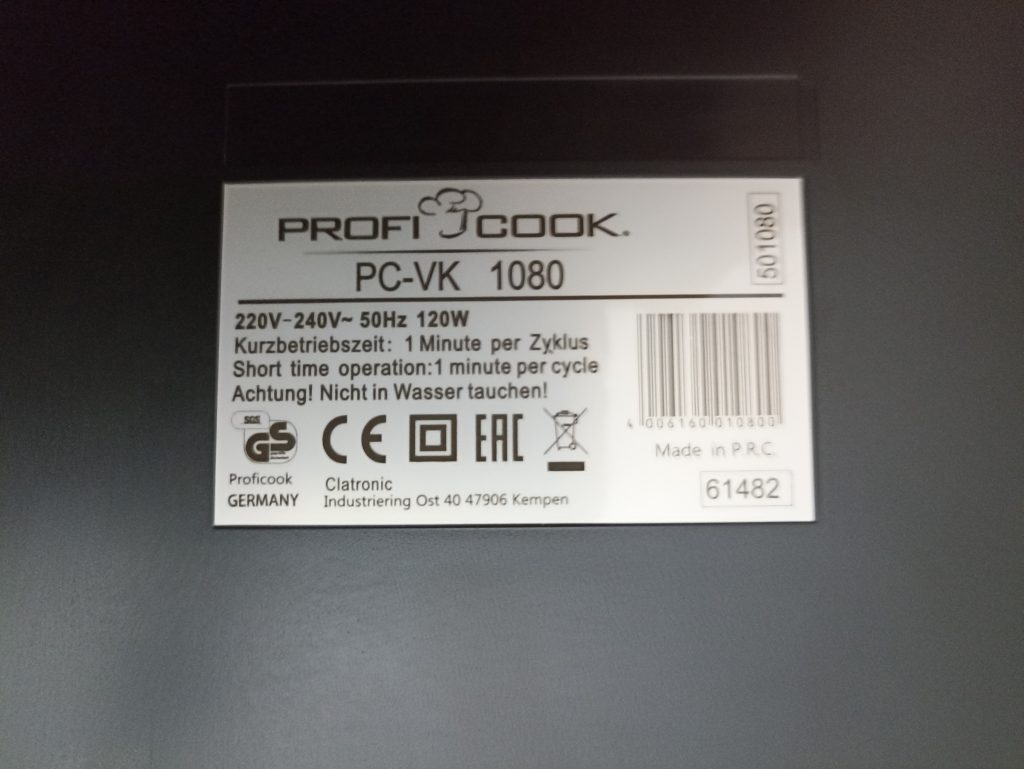 PROFI COOK®
PC-VK 1080
501080
220V-240V~ 50Hz 120W
Kurzbetriebszeit: 1 Minute per Zyklus
Short time operation:1 minute per cycle
Achtung! Nicht in Wasser tauchen!
SGS
GS
CE
EAC
4 006160 010800
Made in P.R.C.
61482
Proficook
GERMANY
Clatronic
Industriering Ost 40 47906 Kempen